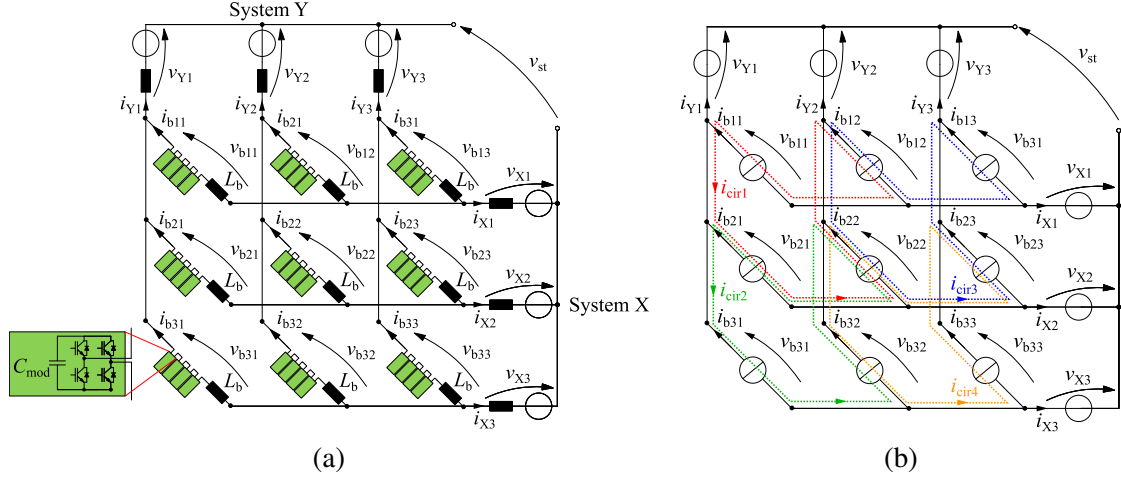 System Y
v_Y1
v_Y2
v_Y3
v_st
i_Y1
i_Y2
i_Y3
i_b11
i_b21
i_b31
v_b11
v_b12
v_b13
L_b
L_b
L_b
v_X1
i_X1
i_b21
i_b22
i_b23
v_b21
v_b22
v_b23
L_b
L_b
L_b
v_X2
i_X2
System X
i_b31
i_b32
i_b33
v_b31
v_b32
v_b33
L_b
L_b
L_b
v_X3
i_X3
C_mod
(a)
v_Y1
v_Y2
v_Y3
v_st
i_Y1
i_Y2
i_Y3
i_b11
i_b12
i_b13
v_b11
v_b12
v_b31
v_X1
i_cir1
i_X1
i_b21
i_b22
i_b23
v_b21
v_b22
v_b23
v_X2
i_cir2
i_cir3
i_X2
i_b31
i_b32
i_b33
v_b31
v_b32
v_b33
v_X3
i_cir4
i_X3
(b)